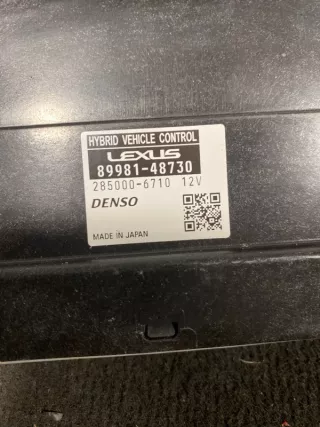 HYBRID VEHICLE CONTROL
LEXUS
89981-48730
285000-6710 12V
DENSO
MADE IN JAPAN